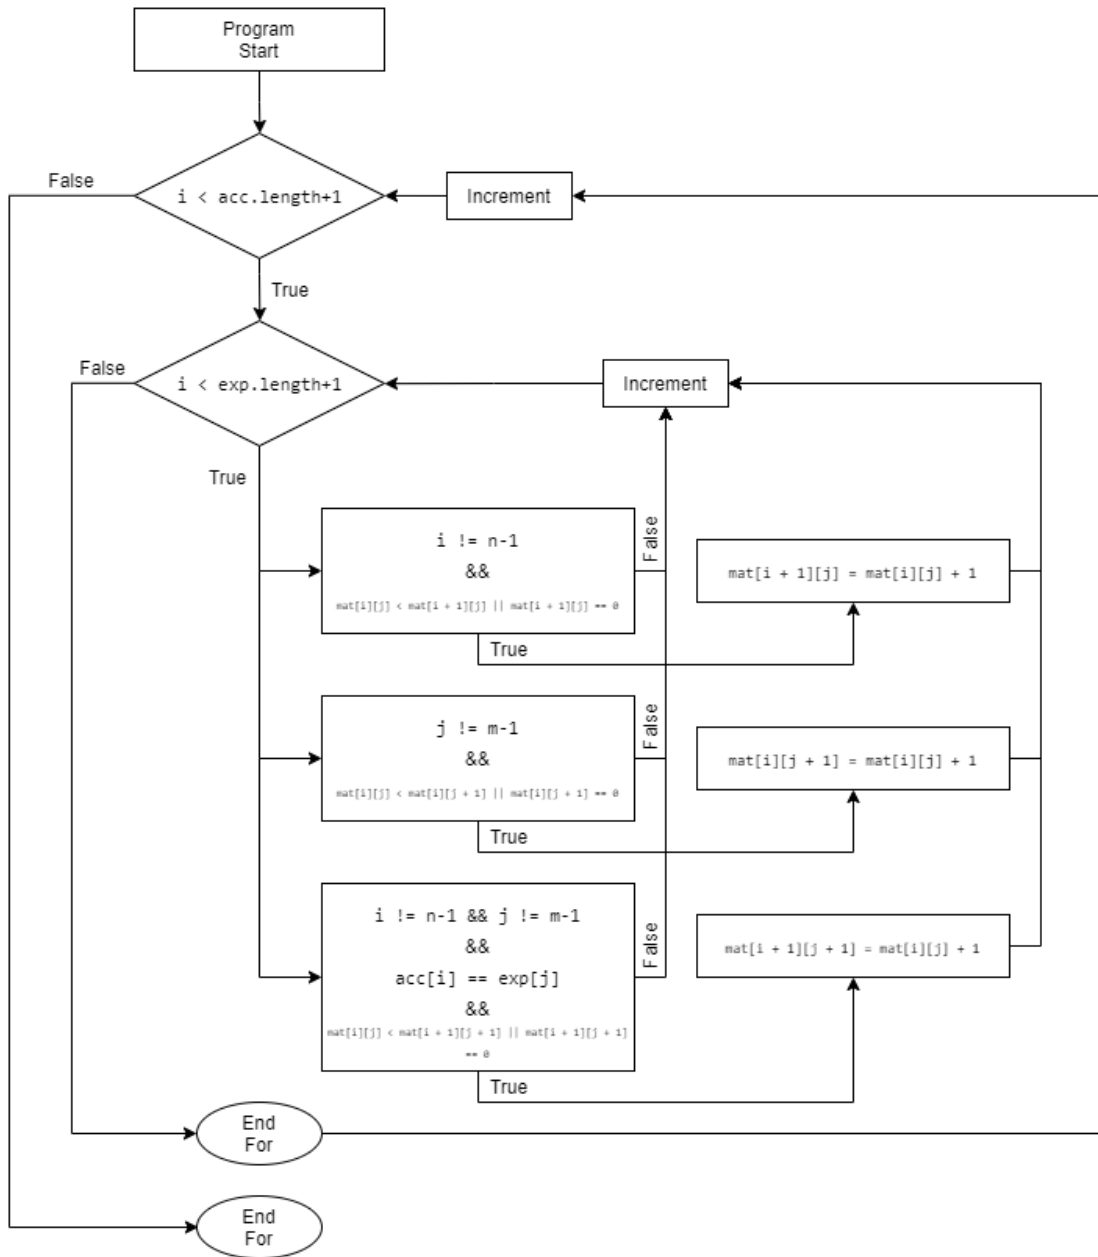 Program
Start
False
i < acc.length+1
Increment
True
False
i < exp.length+1
Increment
True
i != n-1
&&
mat[i][j] < mat[i + 1][j] || mat[i + 1][j] == 0
False
mat[i + 1][j] = mat[i][j] + 1
True
j != m-1
&&
mat[i][j] < mat[i][j + 1] || mat[i][j + 1] == 0
False
mat[i][j + 1] = mat[i][j] + 1
True
i != n-1 && j != m-1
&&
acc[i] == exp[j]
&&
mat[i][j] < mat[i + 1][j + 1] || mat[i + 1][j + 1]
== 0
False
mat[i + 1][j + 1] = mat[i][j] + 1
True
End
For
End
For